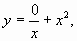 y = 0/x + x²,